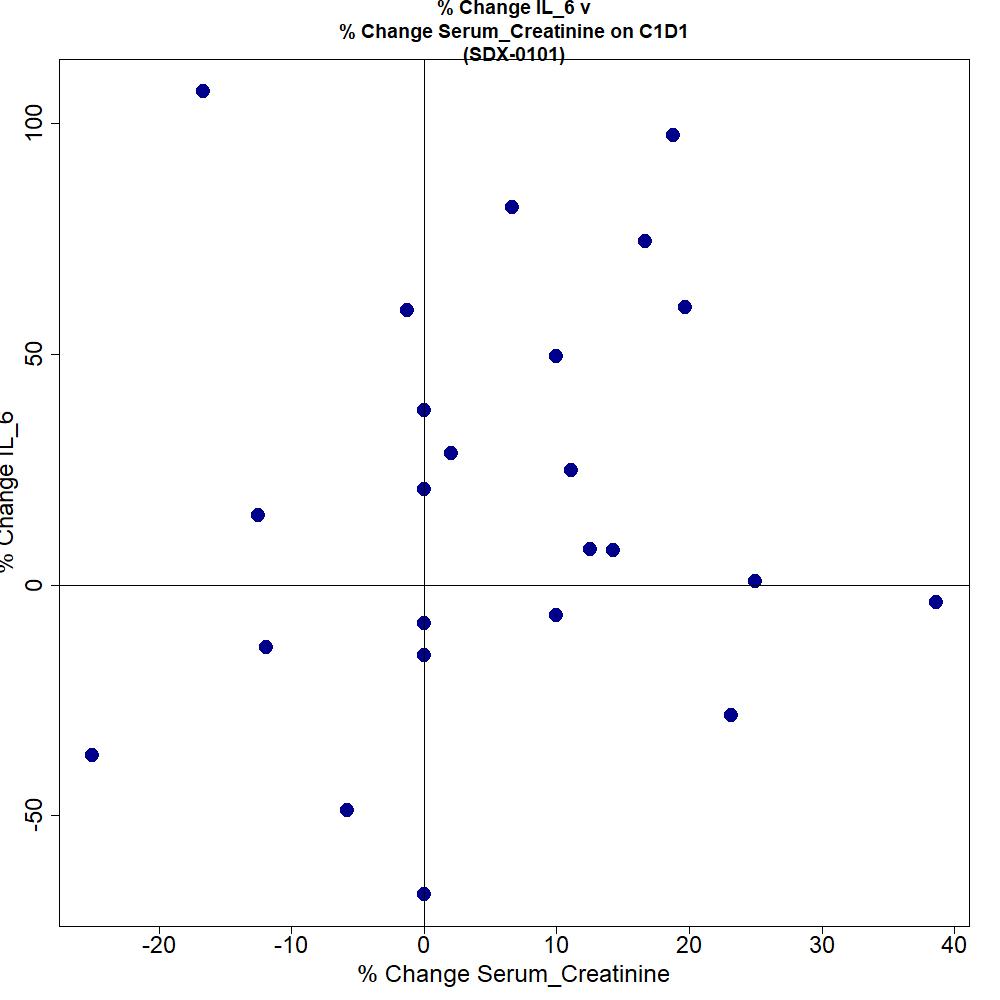 % Change IL_6 v
% Change Serum_Creatinine on C1D1
(SDX-0101)
100
50
0
-50
% Change IL_6
-20 -10 0 10 20 30 40
% Change Serum_Creatinine